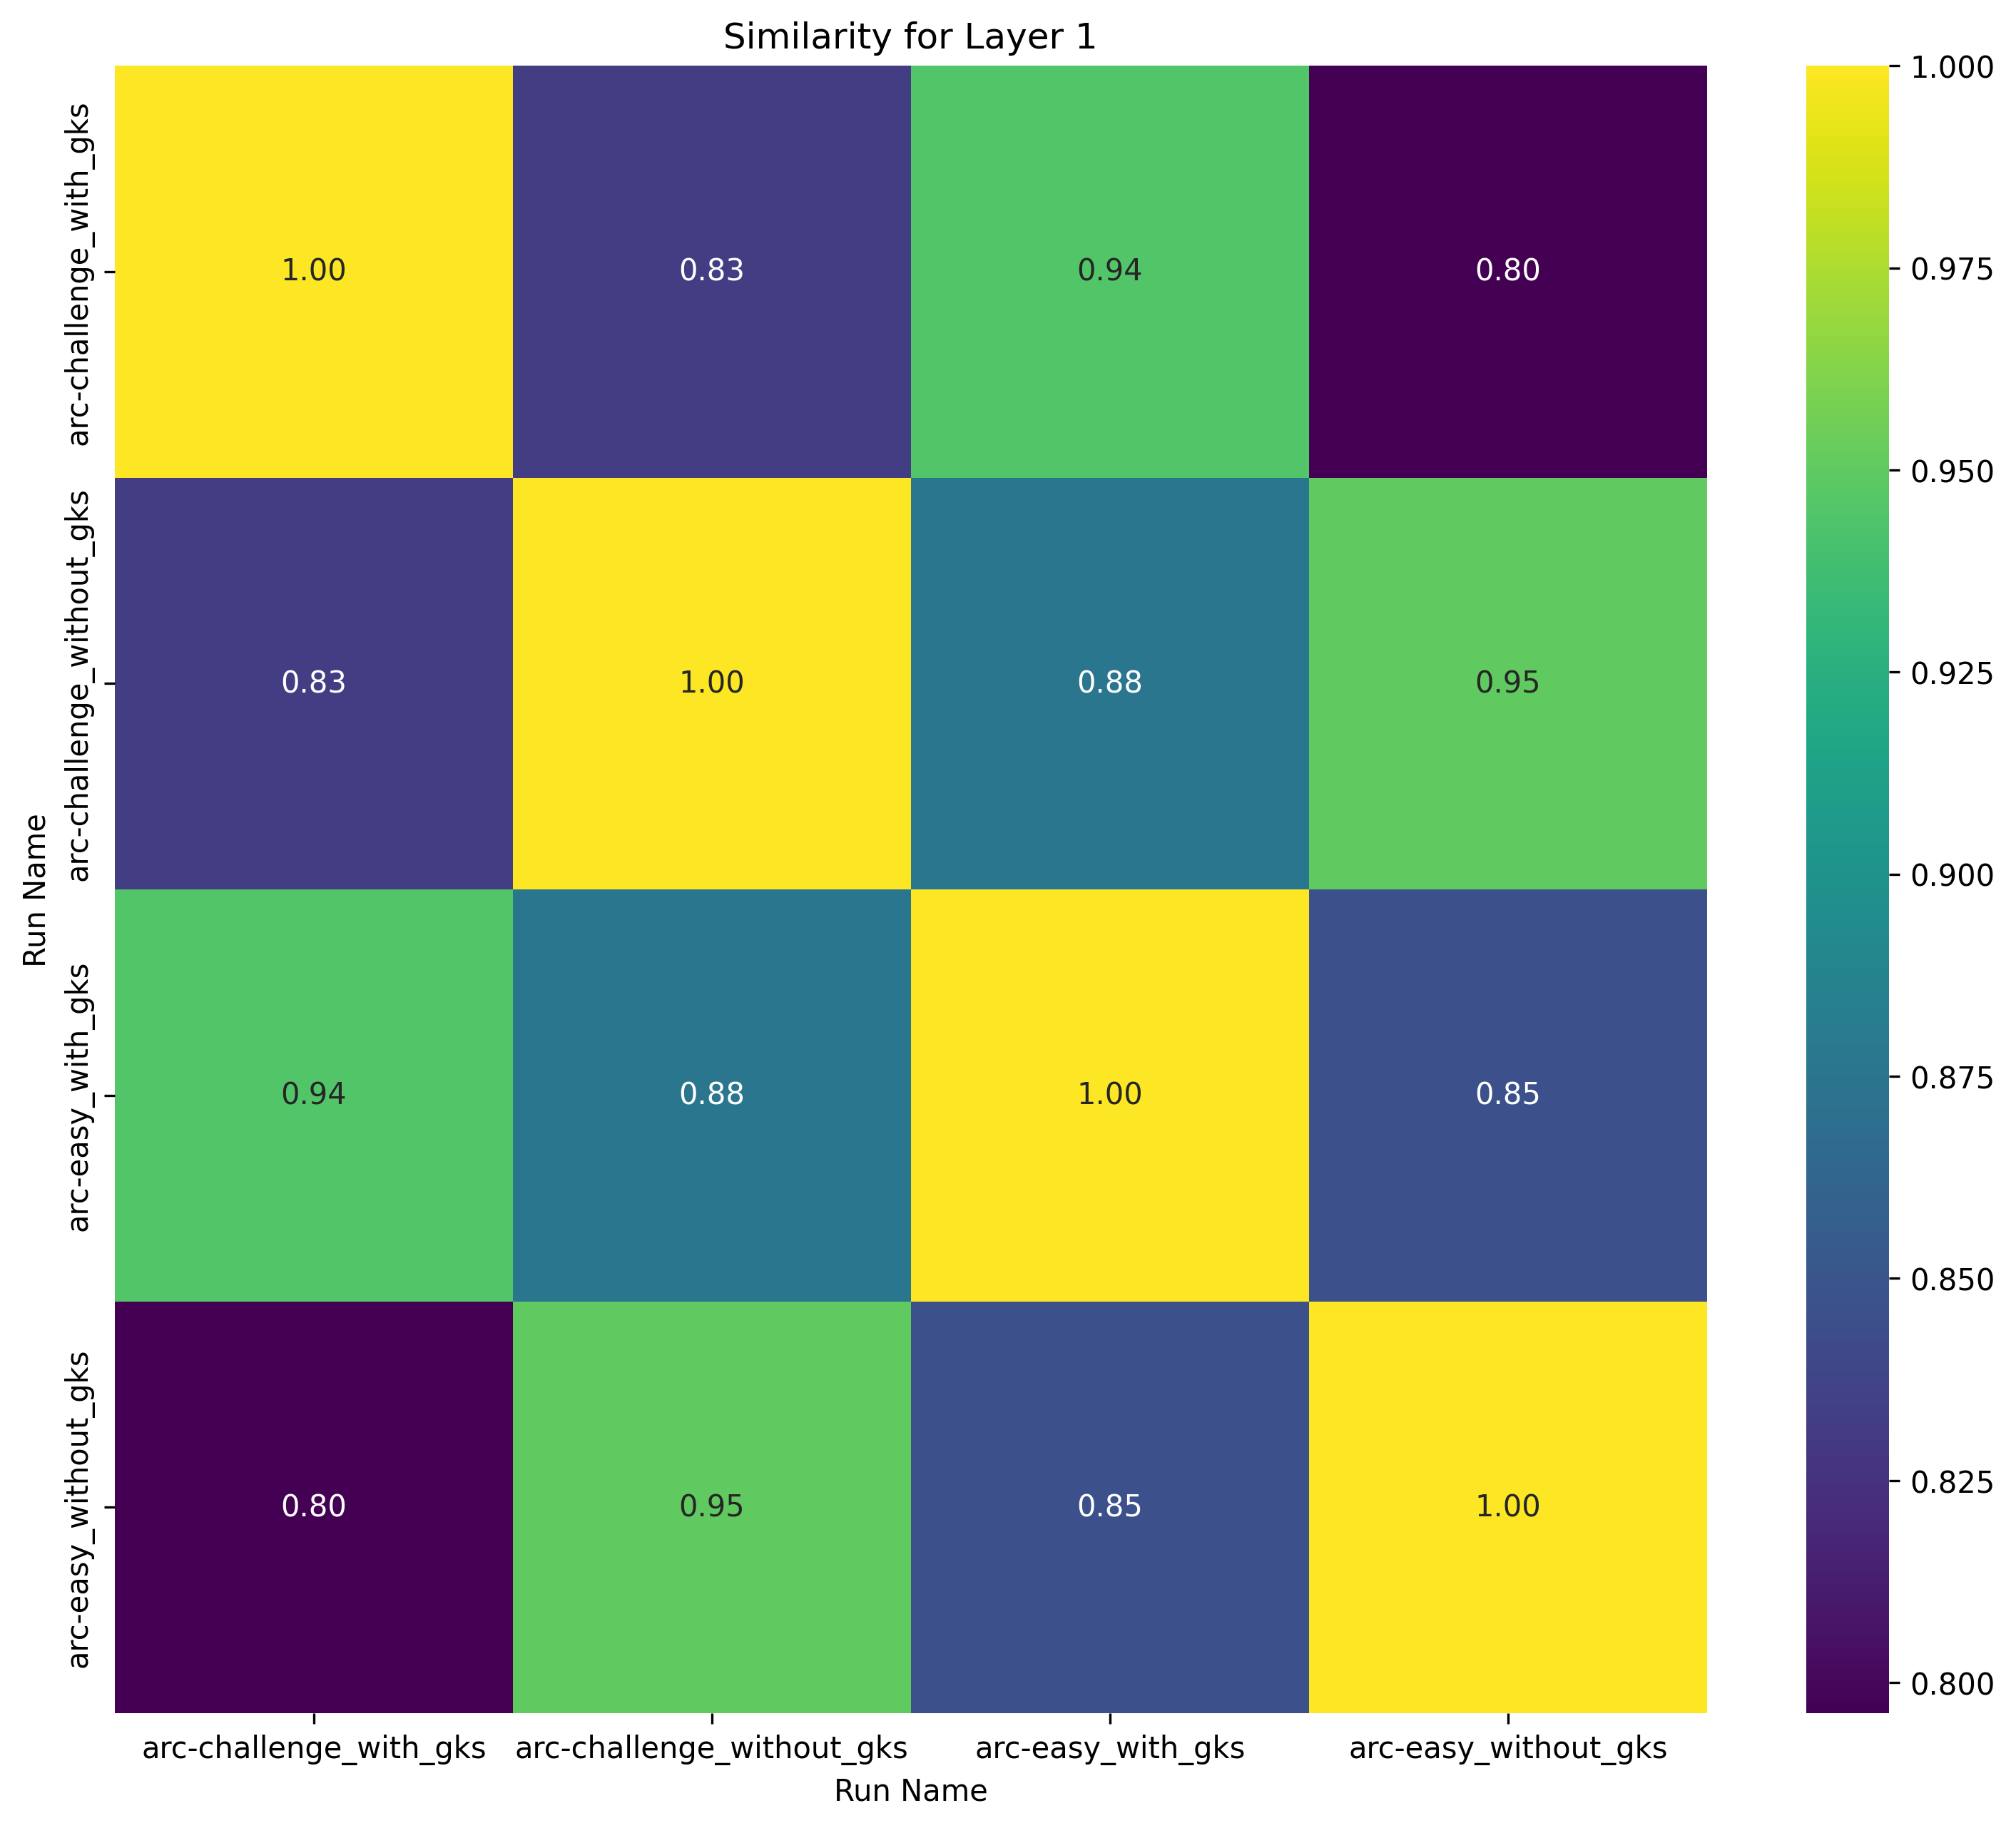 Similarity for Layer 1
Run Name
arc-challenge_with_gks
arc-challenge_without_gks
arc-easy_with_gks
arc-easy_without_gks
1.00
0.83
0.94
0.80
0.83
1.00
0.88
0.95
0.94
0.88
1.00
0.85
0.80
0.95
0.85
1.00
arc-challenge_with_gks
arc-challenge_without_gks
arc-easy_with_gks
arc-easy_without_gks
Run Name
1.000
0.975
0.950
0.925
0.900
0.875
0.850
0.825
0.800